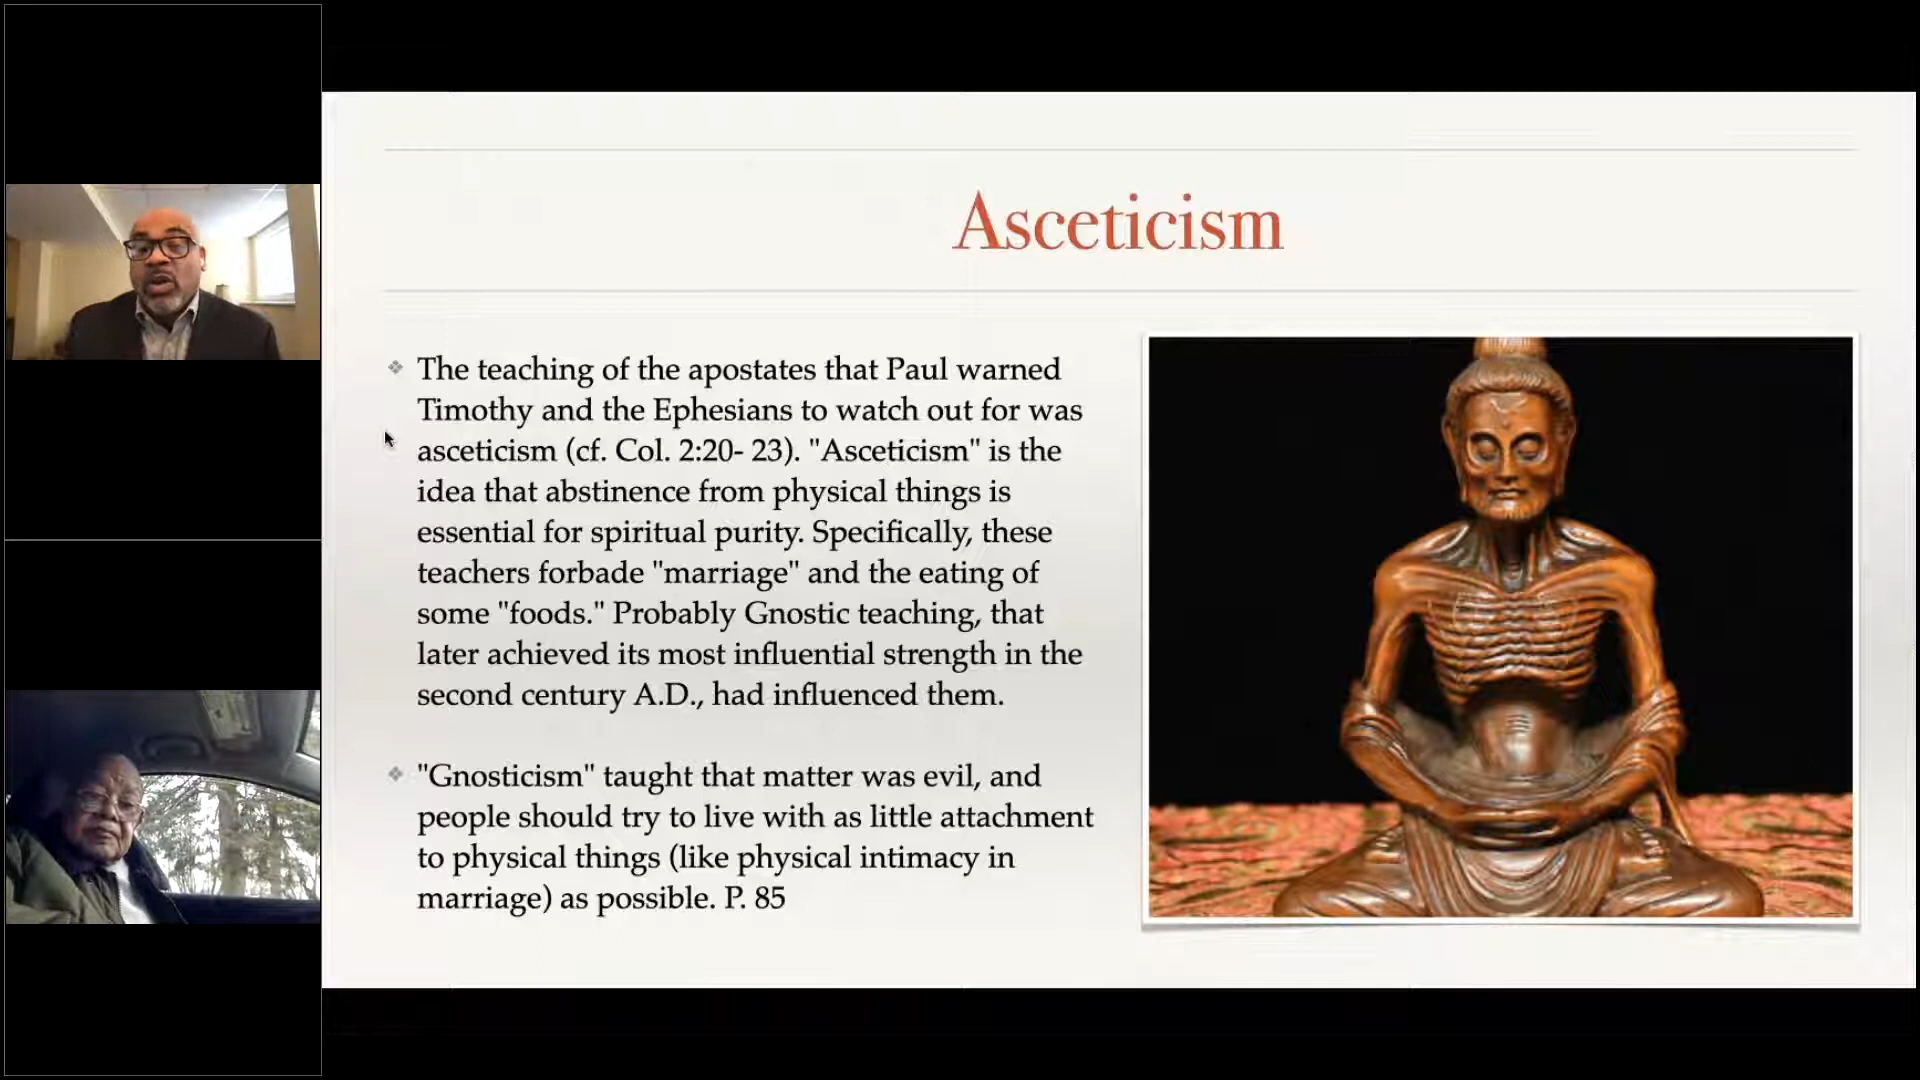 Asceticism
The teaching of the apostates that Paul warned
Timothy and the Ephesians to watch out for was
asceticism (cf. Col. 2:20- 23). "Asceticism" is the
idea that abstinence from physical things is
essential for spiritual purity. Specifically, these
teachers forbade "marriage" and the eating of
some "foods." Probably Gnostic teaching, that
later achieved its most influential strength in the
second century A.D., had influenced them.
"Gnosticism" taught that matter was evil, and
people should try to live with as little attachment
to physical things (like physical intimacy in
marriage) as possible. P. 85